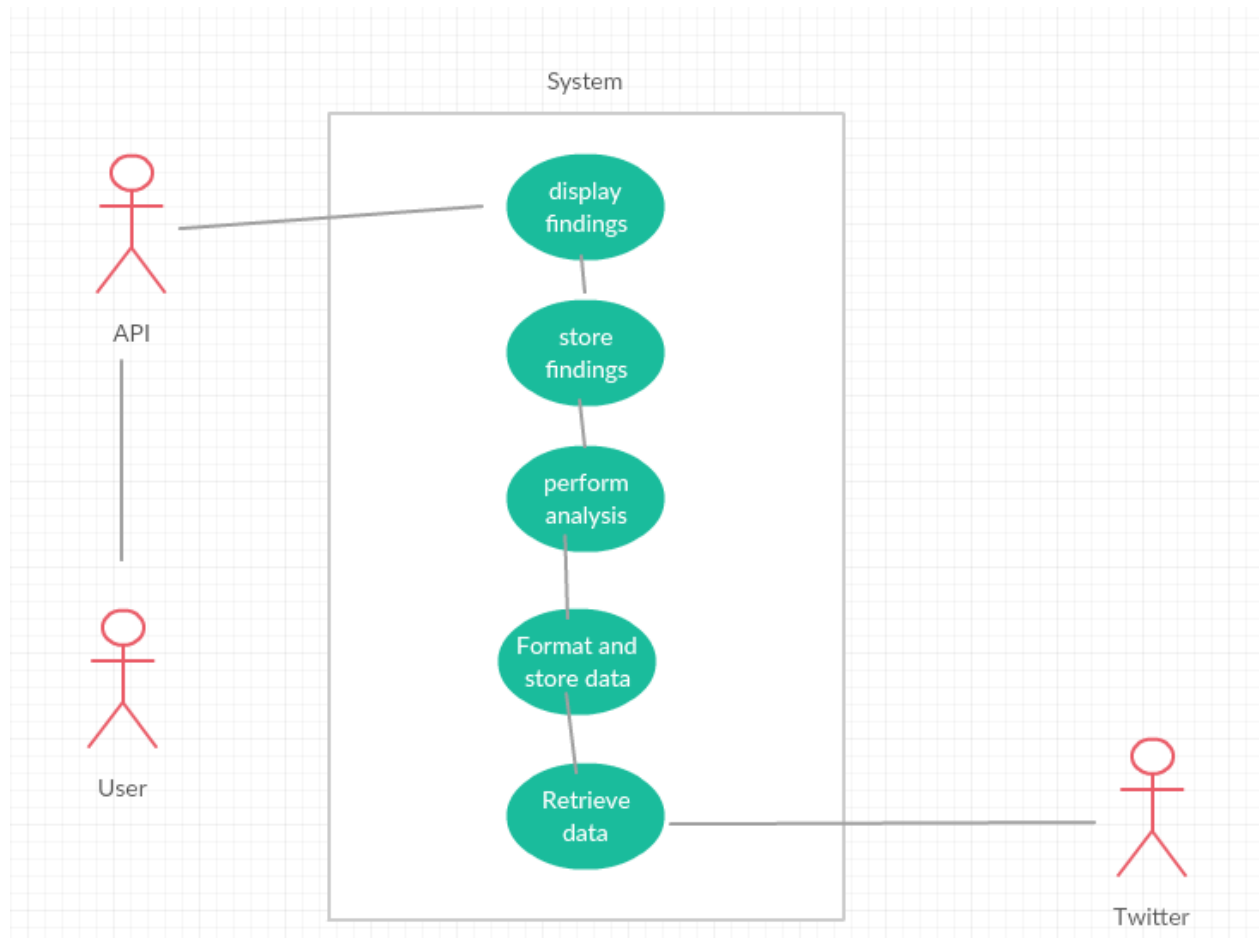 System
display
findings
API
store
findings
perform
analysis
Format and
store data
User
Retrieve
data
Twitter